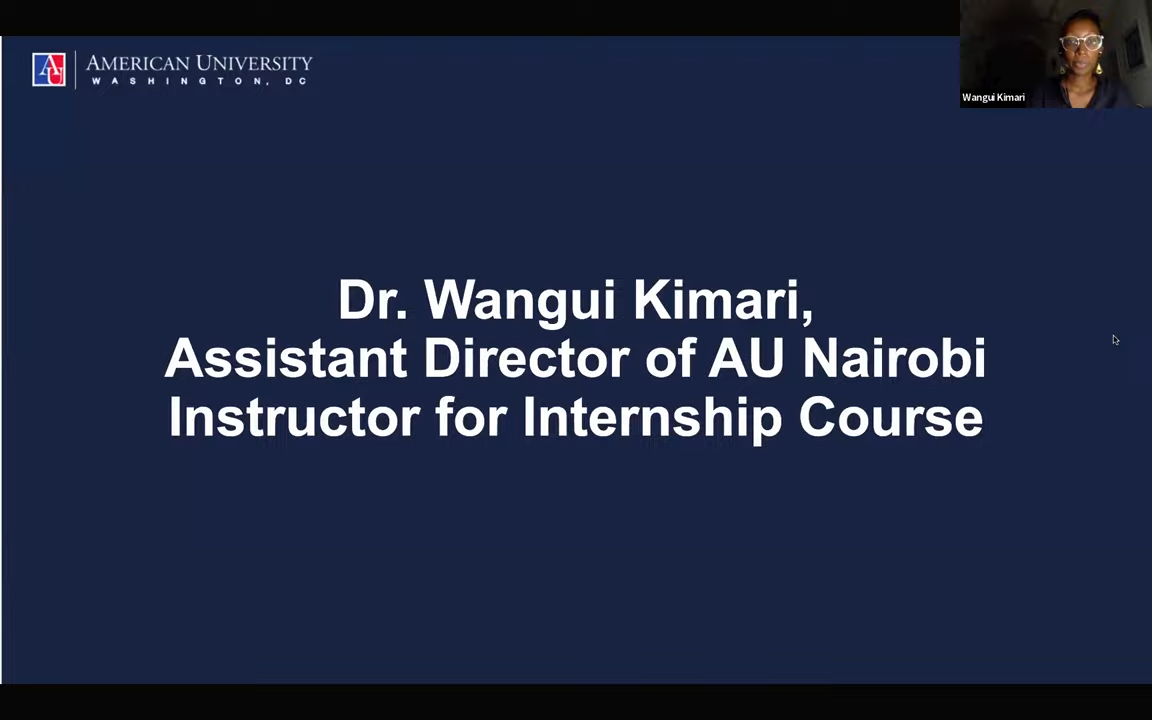 AMERICAN UNIVERSITY
WASHINGTON, DC
Wangui Kimari
Dr. Wangui Kimari,
Assistant Director of AU Nairobi
Instructor for Internship Course